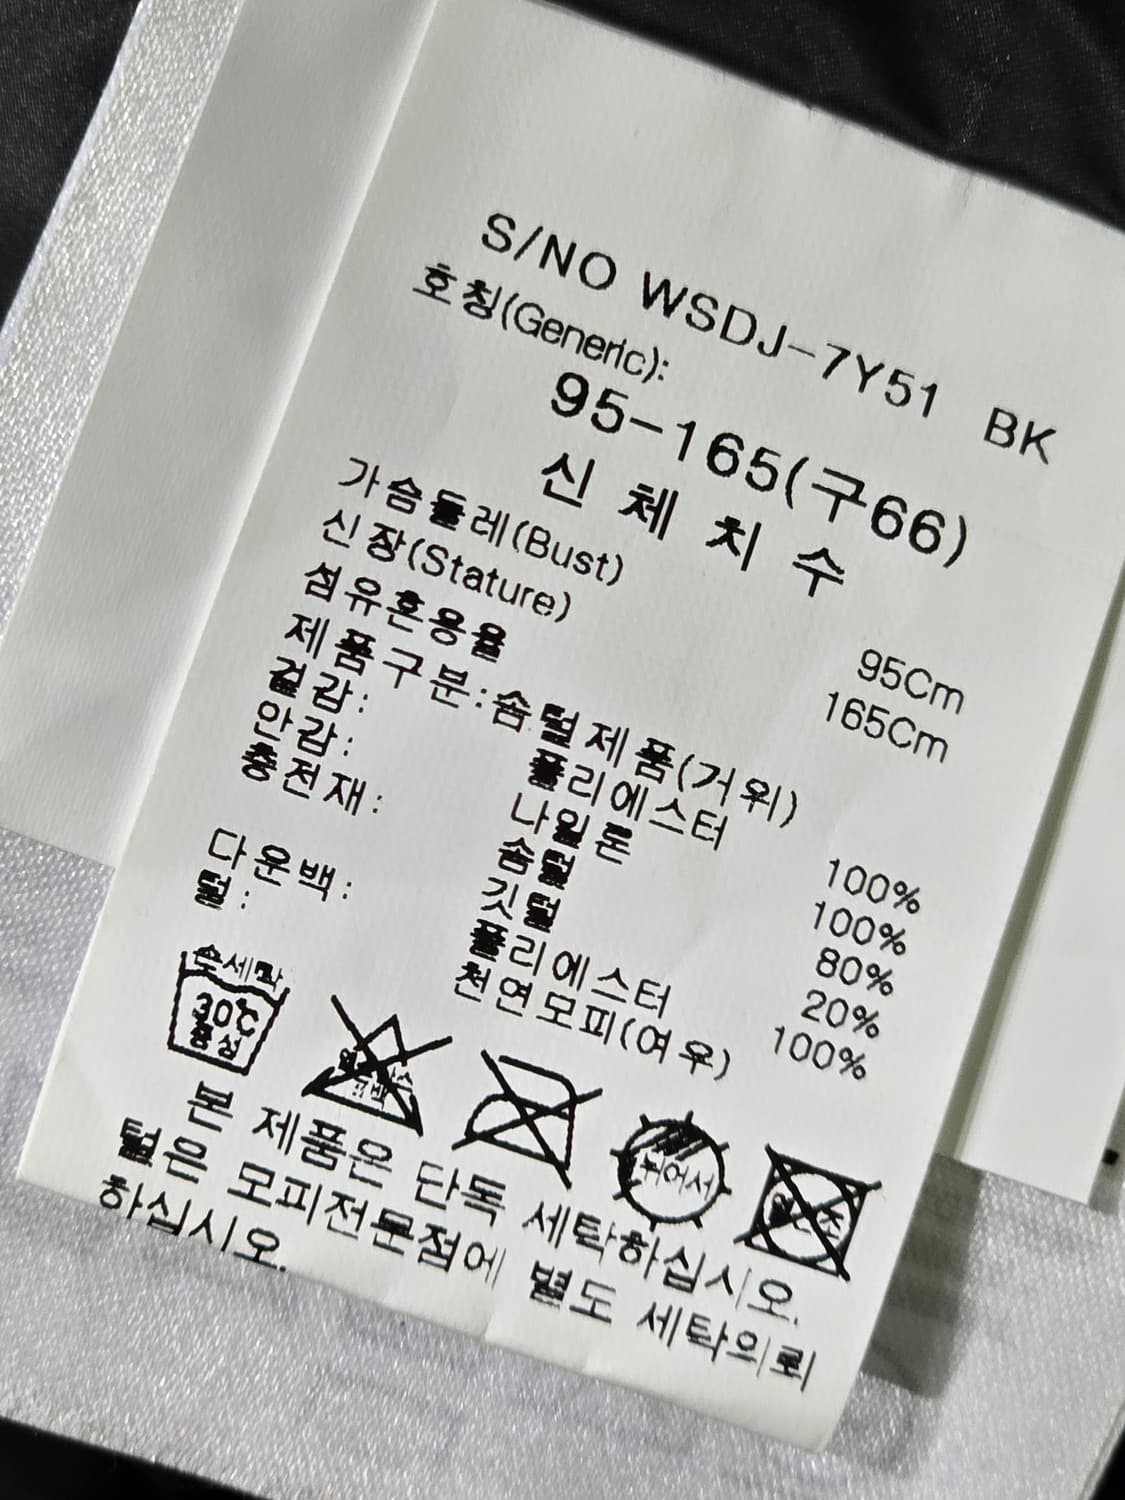 S/NO WSDJ-7Y51 BK
호칭(Generic):
95-165(구66)
신체치수
가슴둘레(Bust) 95Cm
신장(Stature) 165Cm
섬유혼용율
제품구분:솜털제품(거위)
겉감: 폴리에스터 100%
안감: 나일론 100%
충전재: 솜털 80%
깃털 20%
다운백: 폴리에스터 100%
털: 천연모피(여우)
손세탁
30℃
중성
염소표백
뉘어서
본 제품은 단독 세탁하십시오.
털은 모피전문점에 별도 세탁의뢰
하십시오.